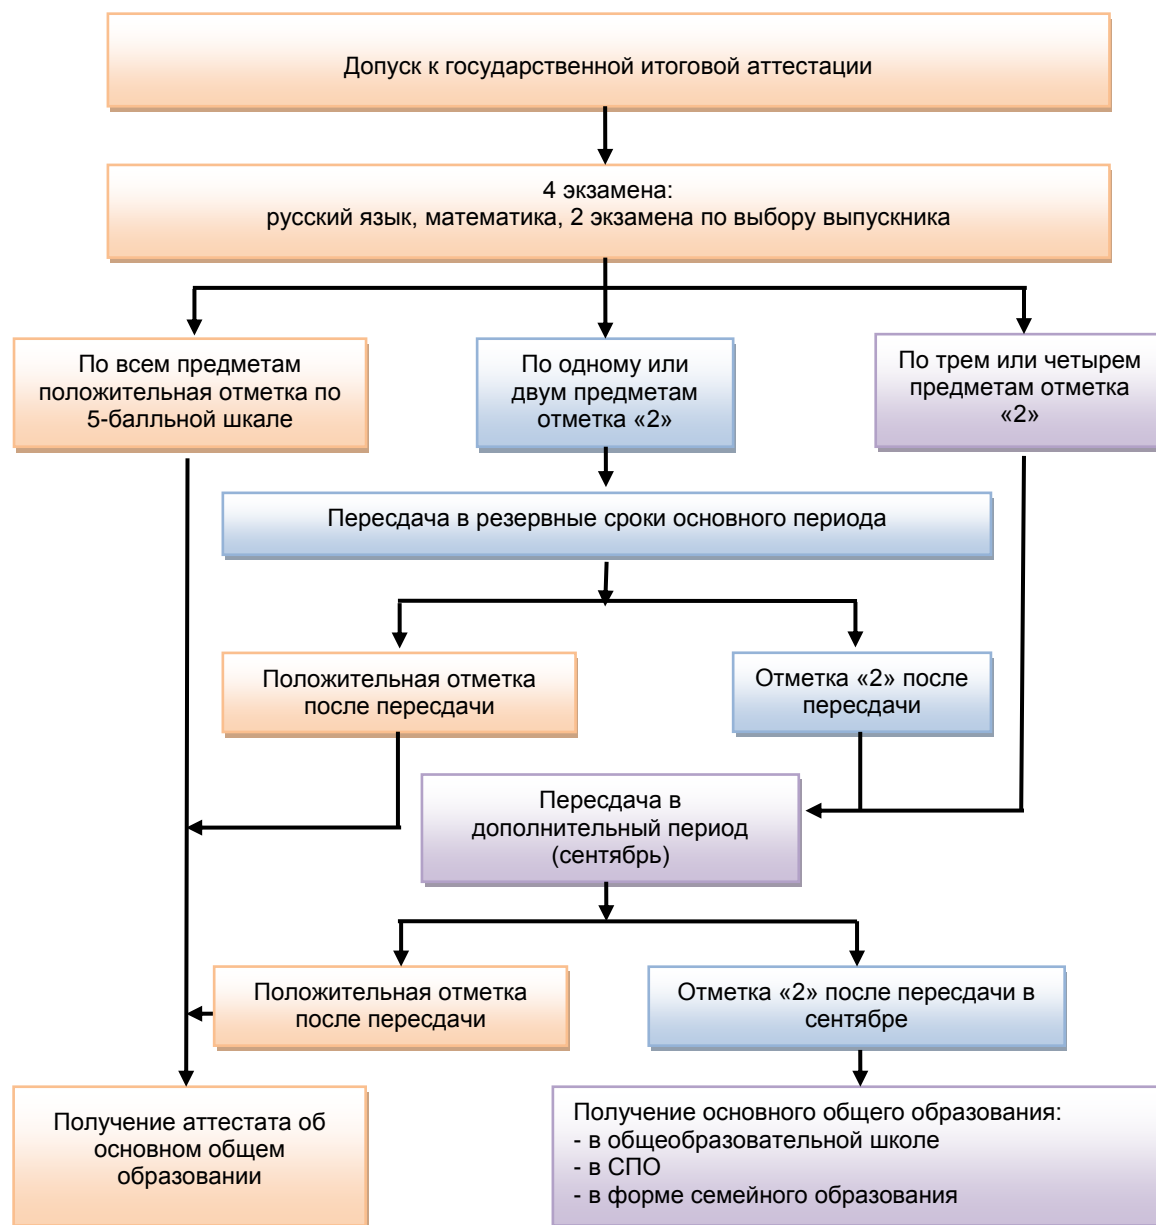 Допуск к государственной итоговой аттестации
4 экзамена:
русский язык, математика, 2 экзамена по выбору выпускника
По всем предметам
положительная отметка по
5-балльной шкале
По одному или
двум предметам
отметка «2»
По трем или четырем
предметам отметка
«2»
Пересдача в резервные сроки основного периода
Положительная отметка
после пересдачи
Отметка «2» после
пересдачи
Пересдача в
дополнительный период
(сентябрь)
Положительная отметка
после пересдачи
Отметка «2» после пересдачи в
сентябре
Получение аттестата об
основном общем
образовании
Получение основного общего образования:
- в общеобразовательной школе
- в СПО
- в форме семейного образования